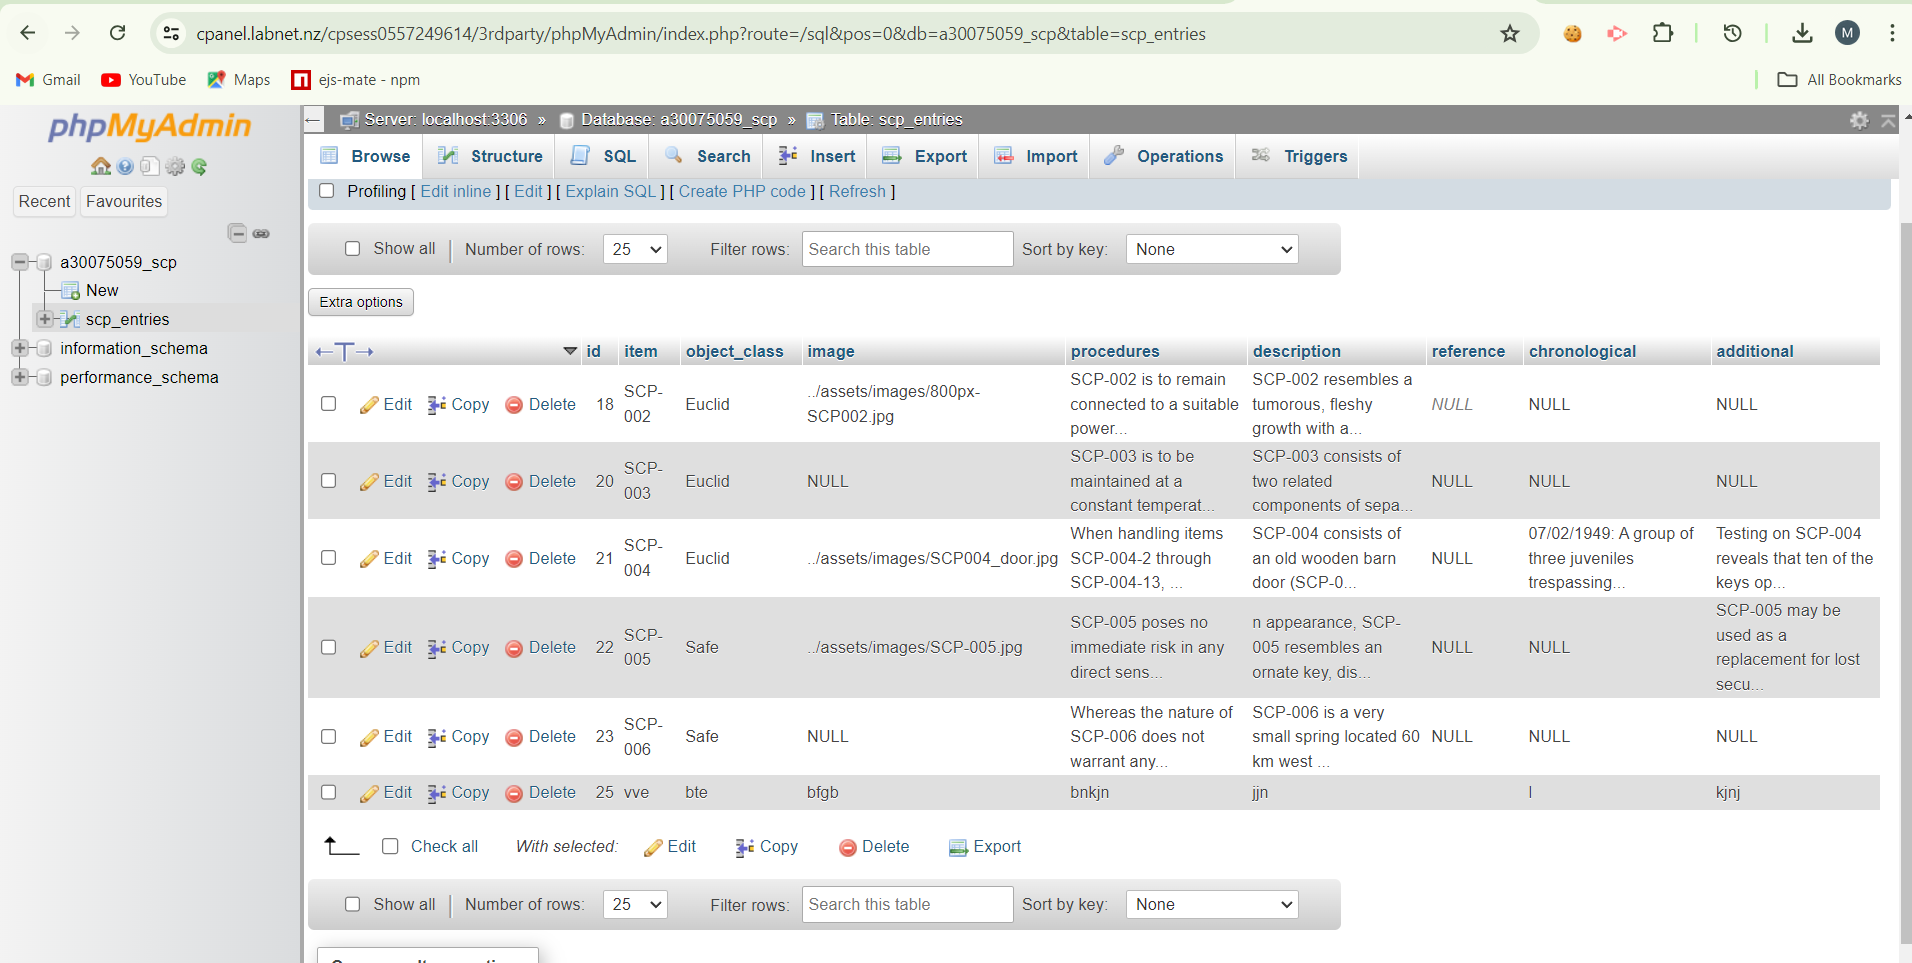 cpanel.labnet.nz/cpsess0557249614/3rdparty/phpMyAdmin/index.php?route=/sql&pos=0&db=a30075059_scp&table=scp_entries
M
Gmail YouTube Maps ejs-mate - npm All Bookmarks
phpMyAdmin
Recent Favourites
a30075059_scp
New
scp_entries
information_schema
performance_schema
Server: localhost:3306 » Database: a30075059_scp » Table: scp_entries
Browse Structure SQL Search Insert Export Import Operations Triggers
Profiling [ Edit inline ] [ Edit ] [ Explain SQL ] [ Create PHP code ] [ Refresh ]
Show all | Number of rows: 25 Filter rows: Search this table Sort by key: None
Extra options
←T→ id item object_class image procedures description reference chronological additional
Edit Copy Delete 18 SCP-
002 Euclid ../assets/images/800px-
SCP002.jpg SCP-002 is to remain
connected to a suitable
power... SCP-002 resembles a
tumorous, fleshy
growth with a... NULL NULL NULL
Edit Copy Delete 20 SCP-
003 Euclid NULL SCP-003 is to be
maintained at a
constant temperat... SCP-003 consists of
two related
components of sepa... NULL NULL NULL
Edit Copy Delete 21 SCP-
004 Euclid ../assets/images/SCP004_door.jpg When handling items
SCP-004-2 through
SCP-004-13, ... SCP-004 consists of
an old wooden barn
door (SCP-0... NULL 07/02/1949: A group of
three juveniles
trespassing... Testing on SCP-004
reveals that ten of the
keys op...
Edit Copy Delete 22 SCP-
005 Safe ../assets/images/SCP-005.jpg SCP-005 poses no
immediate risk in any
direct sens... n appearance, SCP-
005 resembles an
ornate key, dis... NULL NULL SCP-005 may be
used as a
replacement for lost
secu...
Edit Copy Delete 23 SCP-
006 Safe NULL Whereas the nature of
SCP-006 does not
warrant any... SCP-006 is a very
small spring located 60
km west ... NULL NULL NULL
Edit Copy Delete 25 vve bte bfgb bnkjn jjn l kjnj
Check all With selected: Edit Copy Delete Export
Show all | Number of rows: 25 Filter rows: Search this table Sort by key: None